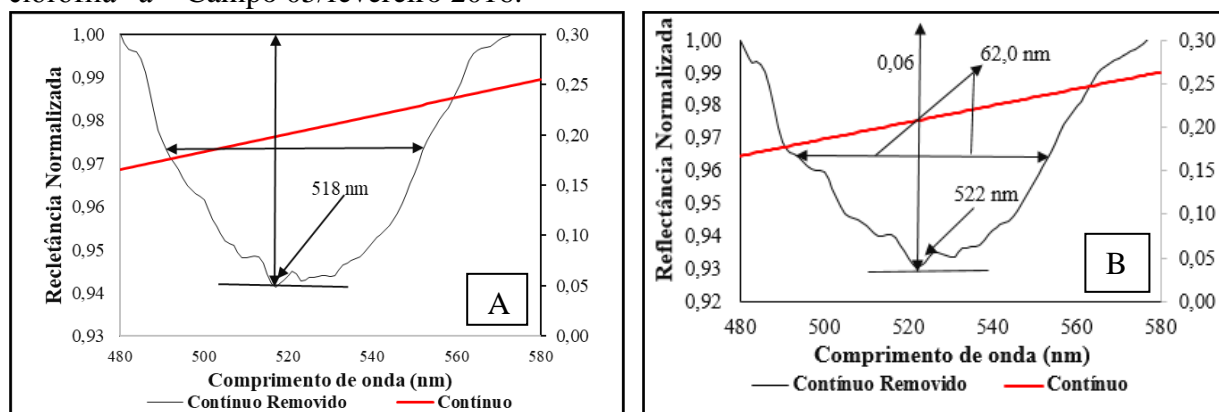 clorofila "a" – Campo 03/fevereiro 2016.
Recletância Normalizada
1,00
0,99
0,98
0,97
0,96
0,95
0,94
0,93
0,30
0,25
0,20
0,15
0,10
0,05
0,00
518 nm
A
480 500 520 540 560 580
Comprimento de onda (nm)
Contínuo Removido Contínuo
Reflectância Normalizada
1,00
0,99
0,98
0,97
0,96
0,95
0,94
0,93
0,92
0,30
0,25
0,20
0,15
0,10
0,05
0,00
0,06
62,0 nm
522 nm
B
480 500 520 540 560 580
Comprimento de onda (nm)
Contínuo Removido Contínuo